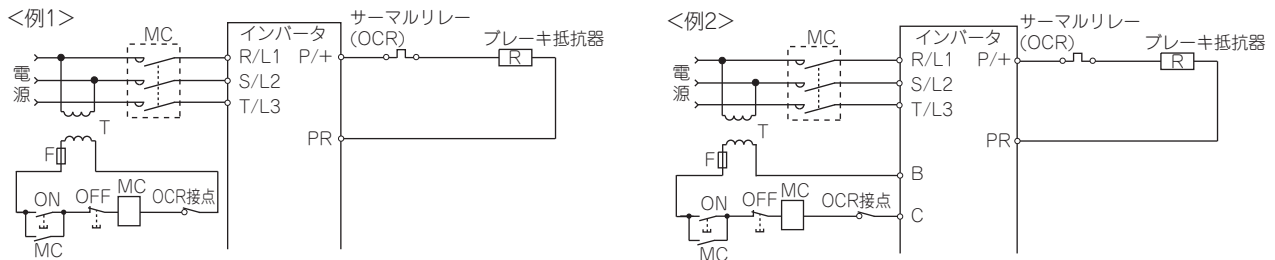 <例1>
MC
インバータ
サーマルリレー
(OCR)
ブレーキ抵抗器
電源
R/L1
P/+
R
S/L2
T/L3
T
PR
F
ON
OFF
MC
OCR接点
MC
<例2>
MC
インバータ
サーマルリレー
(OCR)
ブレーキ抵抗器
電源
R/L1
P/+
R
S/L2
T/L3
T
PR
F
B
ON
OFF
MC
OCR接点
C
MC